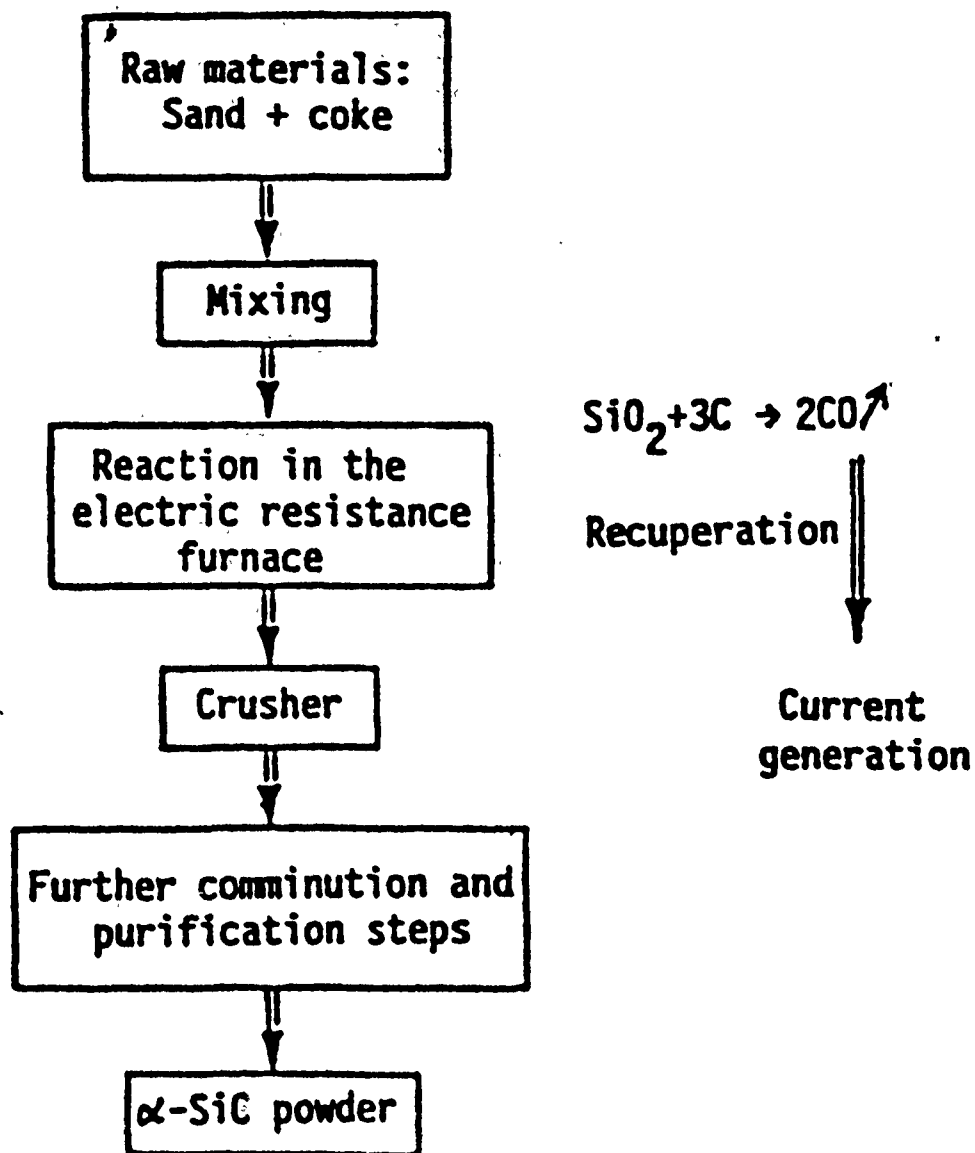 Raw materials:
Sand + coke
Mixing
Reaction in the
electric resistance
furnace
SiO₂+3C → 2CO↗
Recuperation
Current
generation
Crusher
Further comminution and
purification steps
α-SiC powder